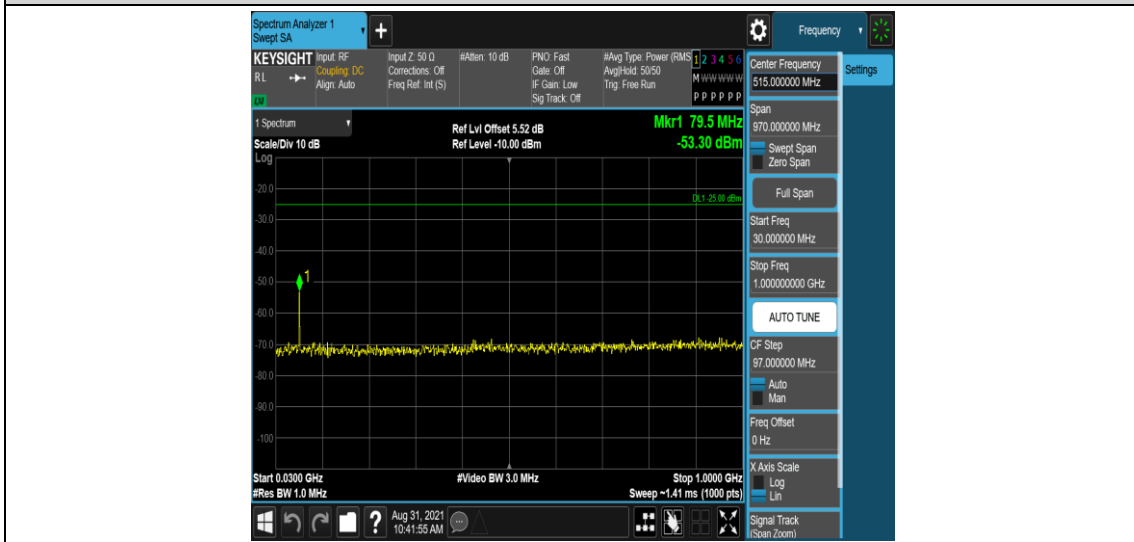 Spectrum Analyzer 1
Swept SA
+
Frequency
KEYSIGHT
RL
LXI
Input: RF
Coupling: DC
Align: Auto
Input Z: 50 Ω
Corrections: Off
Freq Ref: Int (S)
#Atten: 10 dB
PNO: Fast
Gate: Off
IF Gain: Low
Sig Track: Off
#Avg Type: Power (RMS
Avg|Hold: 50/50
Trig: Free Run
1 2 3 4 5 6
M W W W W W
P P P P P P
1 Spectrum
Scale/Div 10 dB
Log
Ref Lvl Offset 5.52 dB
Ref Level -10.00 dBm
Mkr1 79.5 MHz
-53.30 dBm
-20.0
DL1 -25.00 dBm
-30.0
-40.0
1
-50.0
-60.0
-70.0
-80.0
-90.0
-100
Start 0.0300 GHz
#Res BW 1.0 MHz
#Video BW 3.0 MHz
Stop 1.0000 GHz
Sweep ~1.41 ms (1000 pts)
?
Aug 31, 2021
10:41:55 AM
Center Frequency
515.000000 MHz
Span
970.000000 MHz
Swept Span
Zero Span
Full Span
Start Freq
30.000000 MHz
Stop Freq
1.000000000 GHz
AUTO TUNE
CF Step
97.000000 MHz
Auto
Man
Freq Offset
0 Hz
X Axis Scale
Log
Lin
Signal Track
(Span Zoom)
Settings